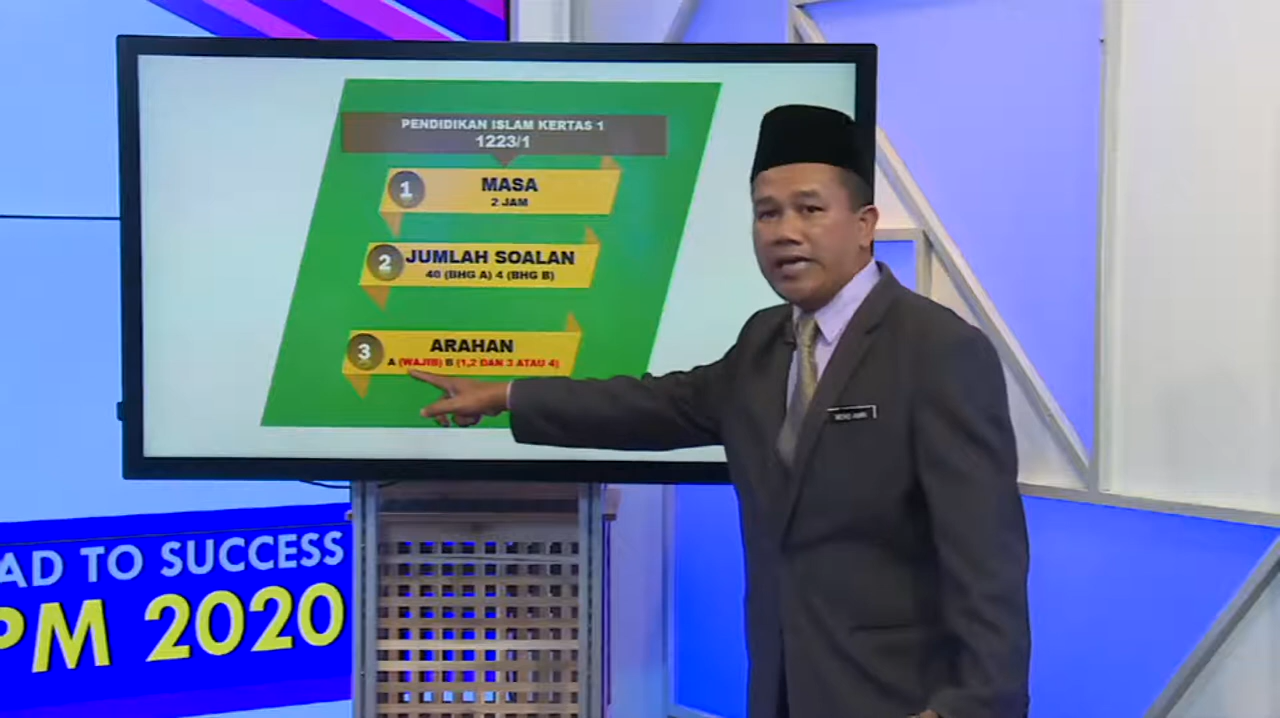 PENDIDIKAN ISLAM KERTAS 1
1223/1
1
MASA
2 JAM
2
JUMLAH SOALAN
40 (BHG A) 4 (BHG B)
3
ARAHAN
A (WAJIB) B (1,2 DAN 3 ATAU 4)
MOHD
AD TO SUCCESS
PM 2020